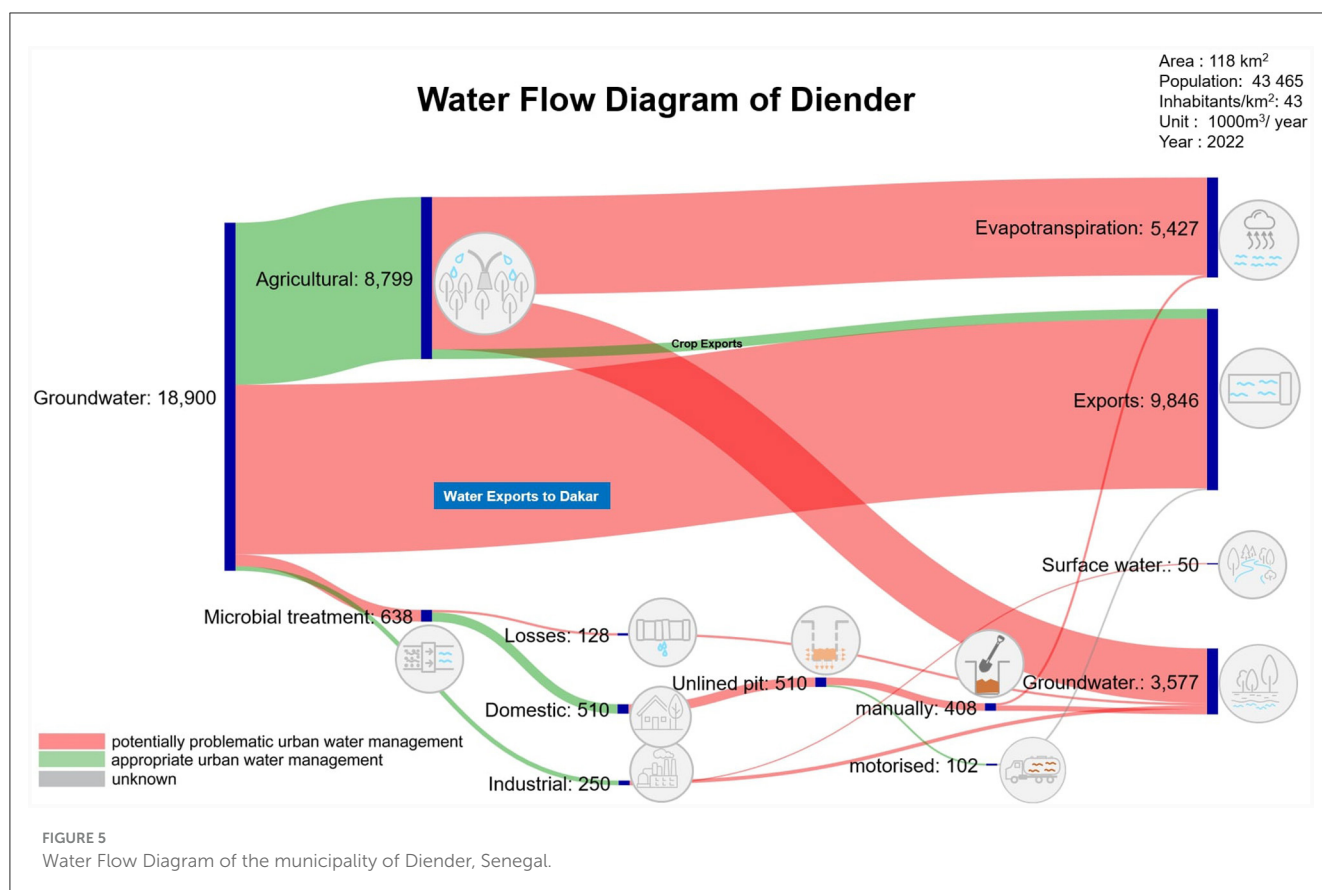 Water Flow Diagram of Diender
Area : 118 km²
Population: 43 465
Inhabitants/km²: 43
Unit : 1000m³/ year
Year : 2022
Evapotranspiration: 5,427
Agricultural: 8,799
Crop Exports
Groundwater: 18,900
Exports: 9,846
Water Exports to Dakar
Surface water.: 50
Microbial treatment: 638
Losses: 128
Unlined pit: 510
Groundwater.: 3,577
Domestic: 510
manually: 408
potentially problematic urban water management
appropriate urban water management
unknown
Industrial: 250
motorised: 102
FIGURE 5
Water Flow Diagram of the municipality of Diender, Senegal.